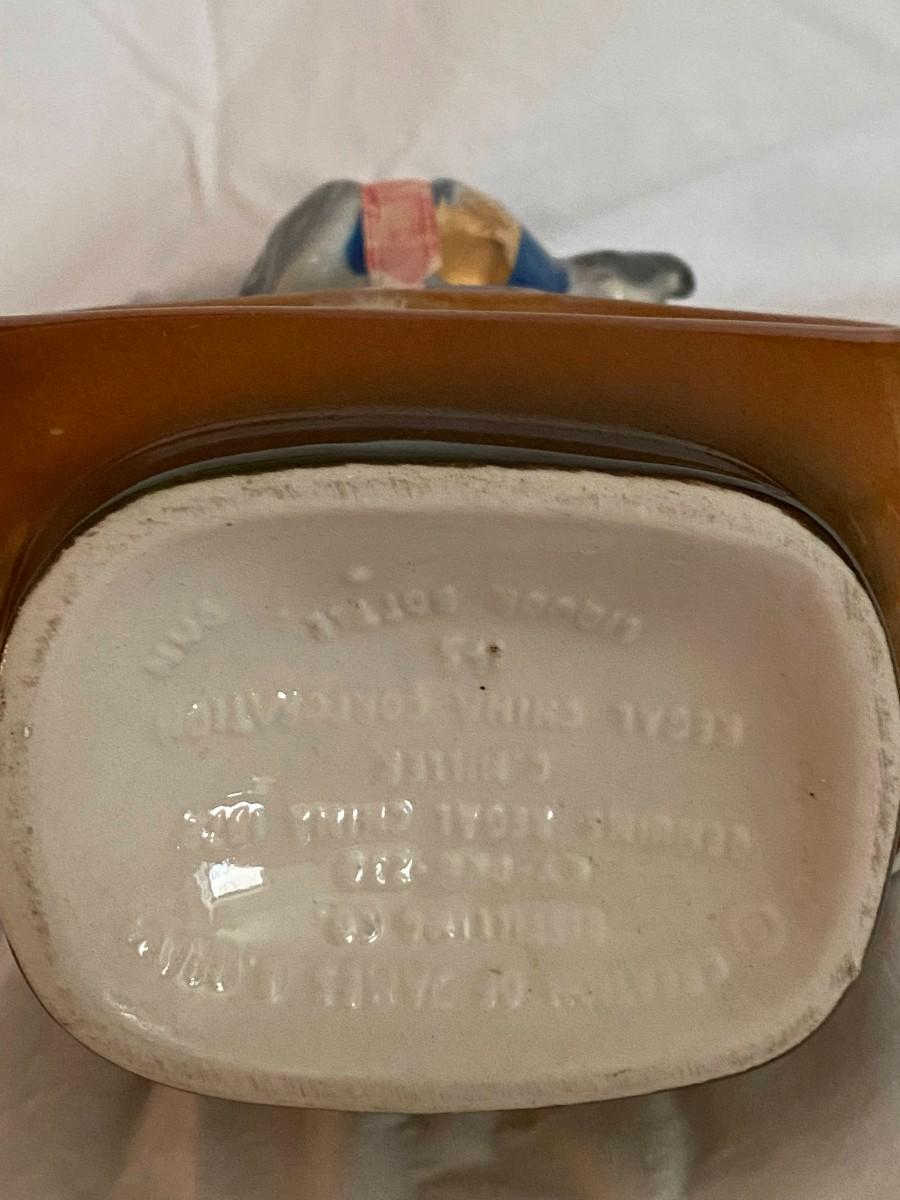 © CREATION OF JAMES B. BEAM
DISTILLING CO.
GENUINE REGAL CHINA
C. MILLER
REGAL CHINA CORPORATION
LIQUOR BOTTLE